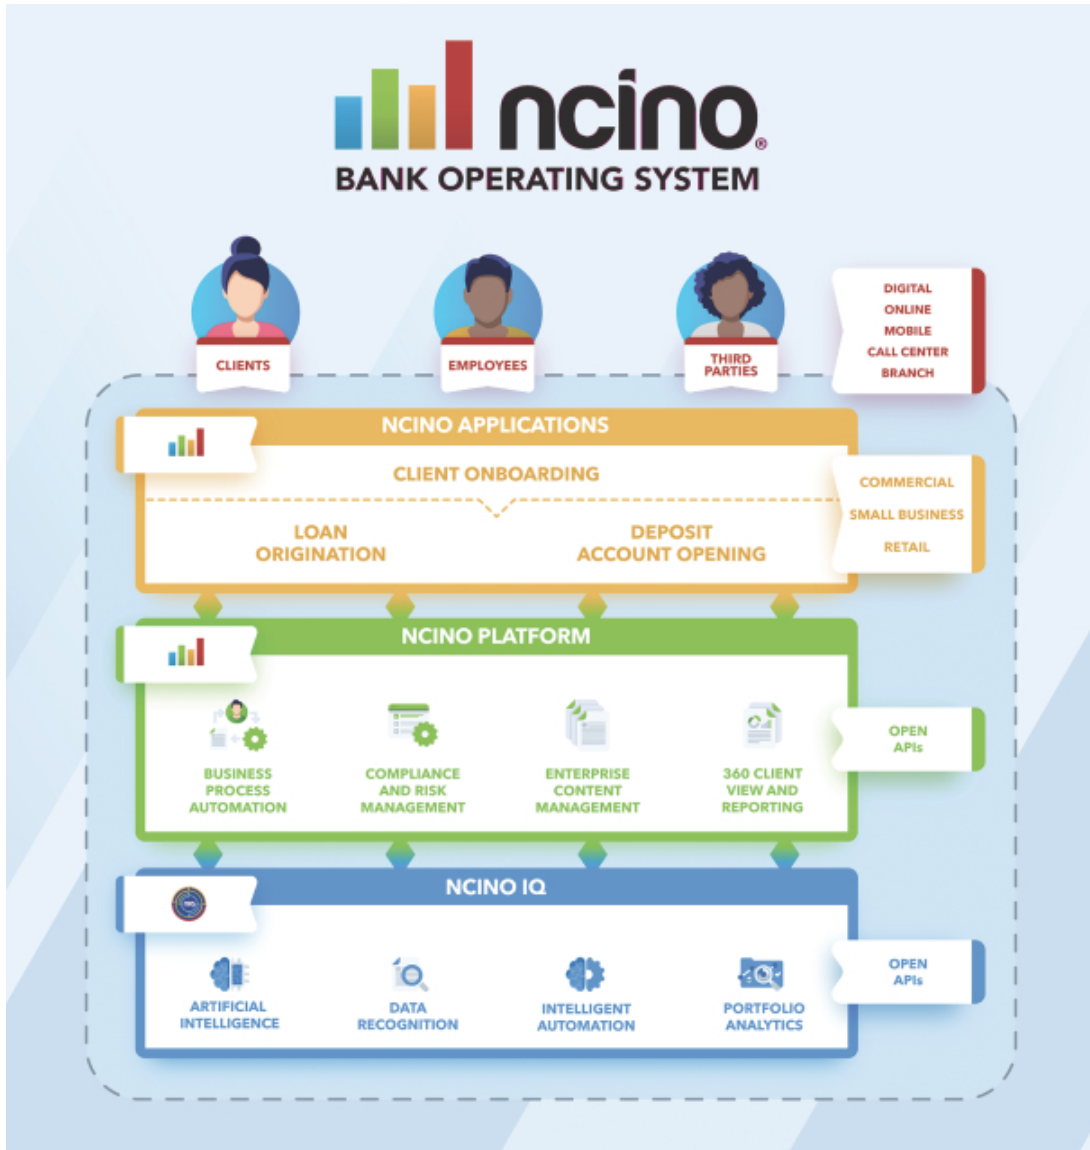 ncino®
BANK OPERATING SYSTEM
CLIENTS
EMPLOYEES
THIRD
PARTIES
DIGITAL
ONLINE
MOBILE
CALL CENTER
BRANCH
NCINO APPLICATIONS
CLIENT ONBOARDING
LOAN
ORIGINATION
DEPOSIT
ACCOUNT OPENING
COMMERCIAL
SMALL BUSINESS
RETAIL
NCINO PLATFORM
BUSINESS
PROCESS
AUTOMATION
COMPLIANCE
AND RISK
MANAGEMENT
ENTERPRISE
CONTENT
MANAGEMENT
360 CLIENT
VIEW AND
REPORTING
OPEN
APIs
NCINO IQ
ARTIFICIAL
INTELLIGENCE
DATA
RECOGNITION
INTELLIGENT
AUTOMATION
PORTFOLIO
ANALYTICS
OPEN
APIs